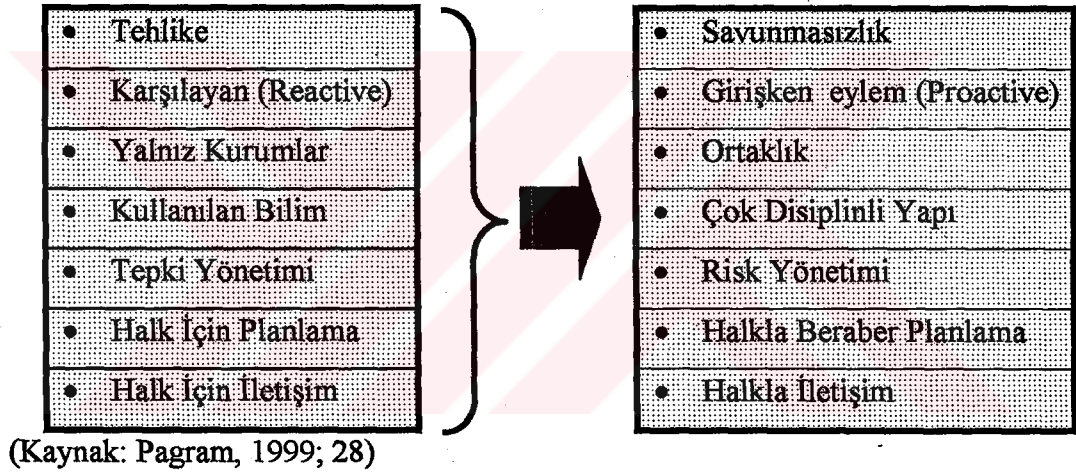 • Tehlike
• Karşılayan (Reactive)
• Yalnız Kurumlar
• Kullanılan Bilim
• Tepki Yönetimi
• Halk İçin Planlama
• Halk İçin İletişim
• Savunmasızlık
• Girişken eylem (Proactive)
• Ortaklık
• Çok Disiplinli Yapı
• Risk Yönetimi
• Halkla Beraber Planlama
• Halkla İletişim
(Kaynak: Pagram, 1999; 28)